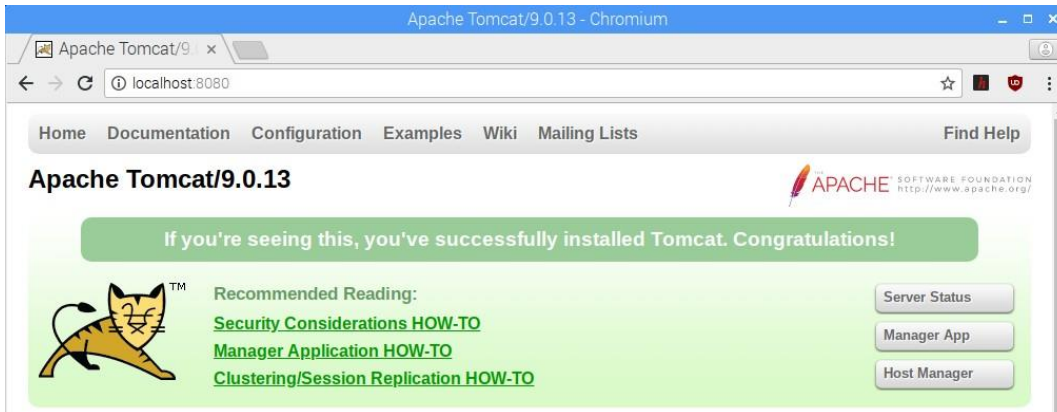 Apache Tomcat/9.0.13 - Chromium
Apache Tomcat/9.
localhost:8080
Home Documentation Configuration Examples Wiki Mailing Lists Find Help
Apache Tomcat/9.0.13
THE
APACHE SOFTWARE FOUNDATION
http://www.apache.org/
If you're seeing this, you've successfully installed Tomcat. Congratulations!
TM
Recommended Reading:
Security Considerations HOW-TO
Manager Application HOW-TO
Clustering/Session Replication HOW-TO
Server Status
Manager App
Host Manager